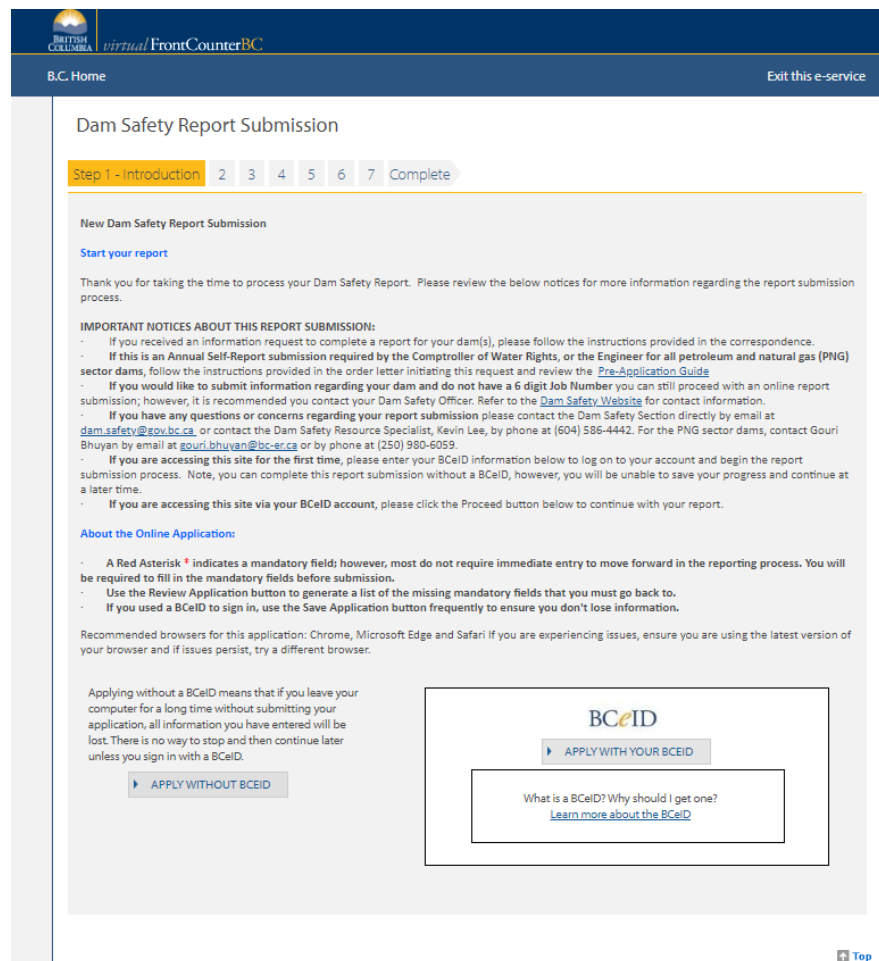 BRITISH
COLUMBIA
virtual FrontCounterBC
B.C. Home
Exit this e-service
Dam Safety Report Submission
Step 1 - Introduction 2 3 4 5 6 7 Complete
New Dam Safety Report Submission
Start your report
Thank you for taking the time to process your Dam Safety Report. Please review the below notices for more information regarding the report submission
process.
IMPORTANT NOTICES ABOUT THIS REPORT SUBMISSION:
· If you received an information request to complete a report for your dam(s), please follow the instructions provided in the correspondence.
· If this is an Annual Self-Report submission required by the Comptroller of Water Rights, or the Engineer for all petroleum and natural gas (PNG)
sector dams, follow the instructions provided in the order letter initiating this request and review the Pre-Application Guide
· If you would like to submit information regarding your dam and do not have a 6 digit Job Number you can still proceed with an online report
submission; however, it is recommended you contact your Dam Safety Officer. Refer to the Dam Safety Website for contact information.
· If you have any questions or concerns regarding your report submission please contact the Dam Safety Section directly by email at
dam.safety@gov.bc.ca or contact the Dam Safety Resource Specialist, Kevin Lee, by phone at (604) 586-4442. For the PNG sector dams, contact Gouri
Bhuyan by email at gouri.bhuyan@bc-er.ca or by phone at (250) 980-6059.
· If you are accessing this site for the first time, please enter your BCeID information below to log on to your account and begin the report
submission process. Note, you can complete this report submission without a BCeID, however, you will be unable to save your progress and continue at
a later time.
· If you are accessing this site via your BCeID account, please click the Proceed button below to continue with your report.
About the Online Application:
· A Red Asterisk * indicates a mandatory field; however, most do not require immediate entry to move forward in the reporting process. You will
be required to fill in the mandatory fields before submission.
· Use the Review Application button to generate a list of the missing mandatory fields that you must go back to.
· If you used a BCeID to sign in, use the Save Application button frequently to ensure you don't lose information.
Recommended browsers for this application: Chrome, Microsoft Edge and Safari If you are experiencing issues, ensure you are using the latest version of
your browser and if issues persist, try a different browser.
Applying without a BCeID means that if you leave your
computer for a long time without submitting your
application, all information you have entered will be
lost. There is no way to stop and then continue later
unless you sign in with a BCeID.
APPLY WITHOUT BCEID
BCeID
APPLY WITH YOUR BCEID
What is a BCeID? Why should I get one?
Learn more about the BCeID
Top